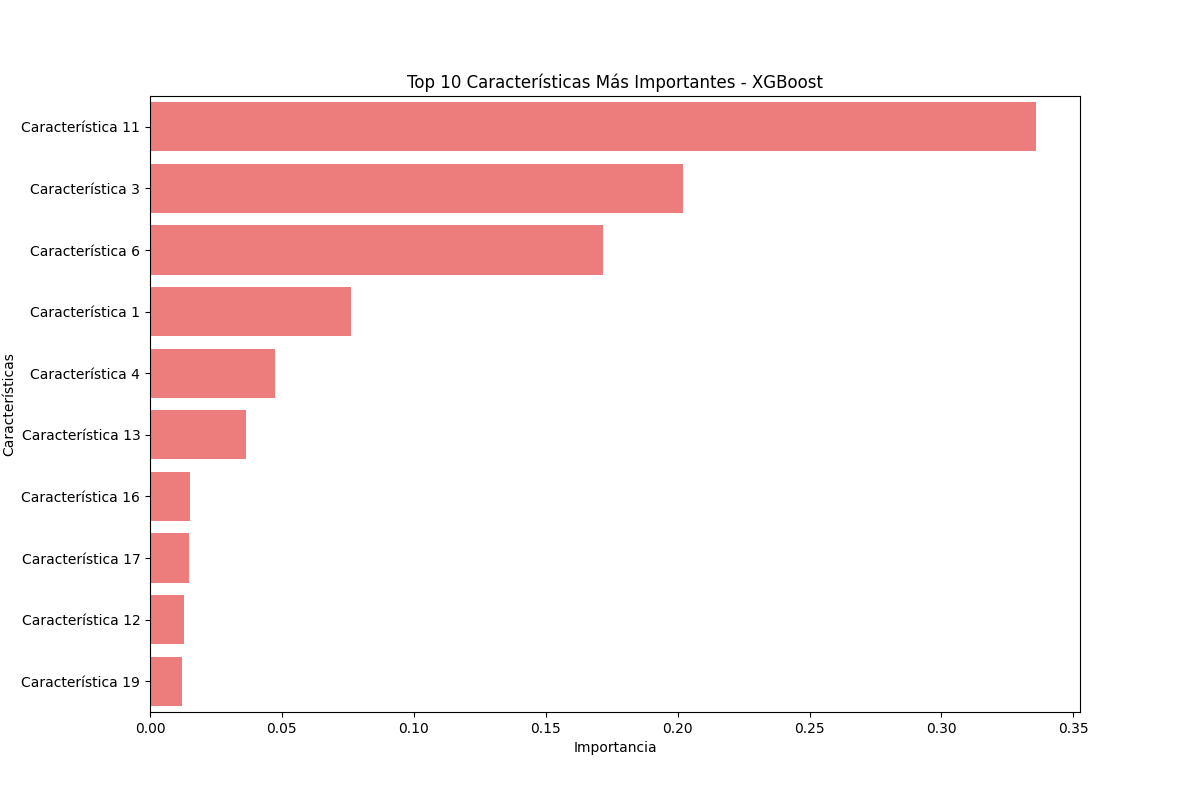 Top 10 Características Más Importantes - XGBoost
Características
Característica 11
Característica 3
Característica 6
Característica 1
Característica 4
Característica 13
Característica 16
Característica 17
Característica 12
Característica 19
0.00 0.05 0.10 0.15 0.20 0.25 0.30 0.35
Importancia